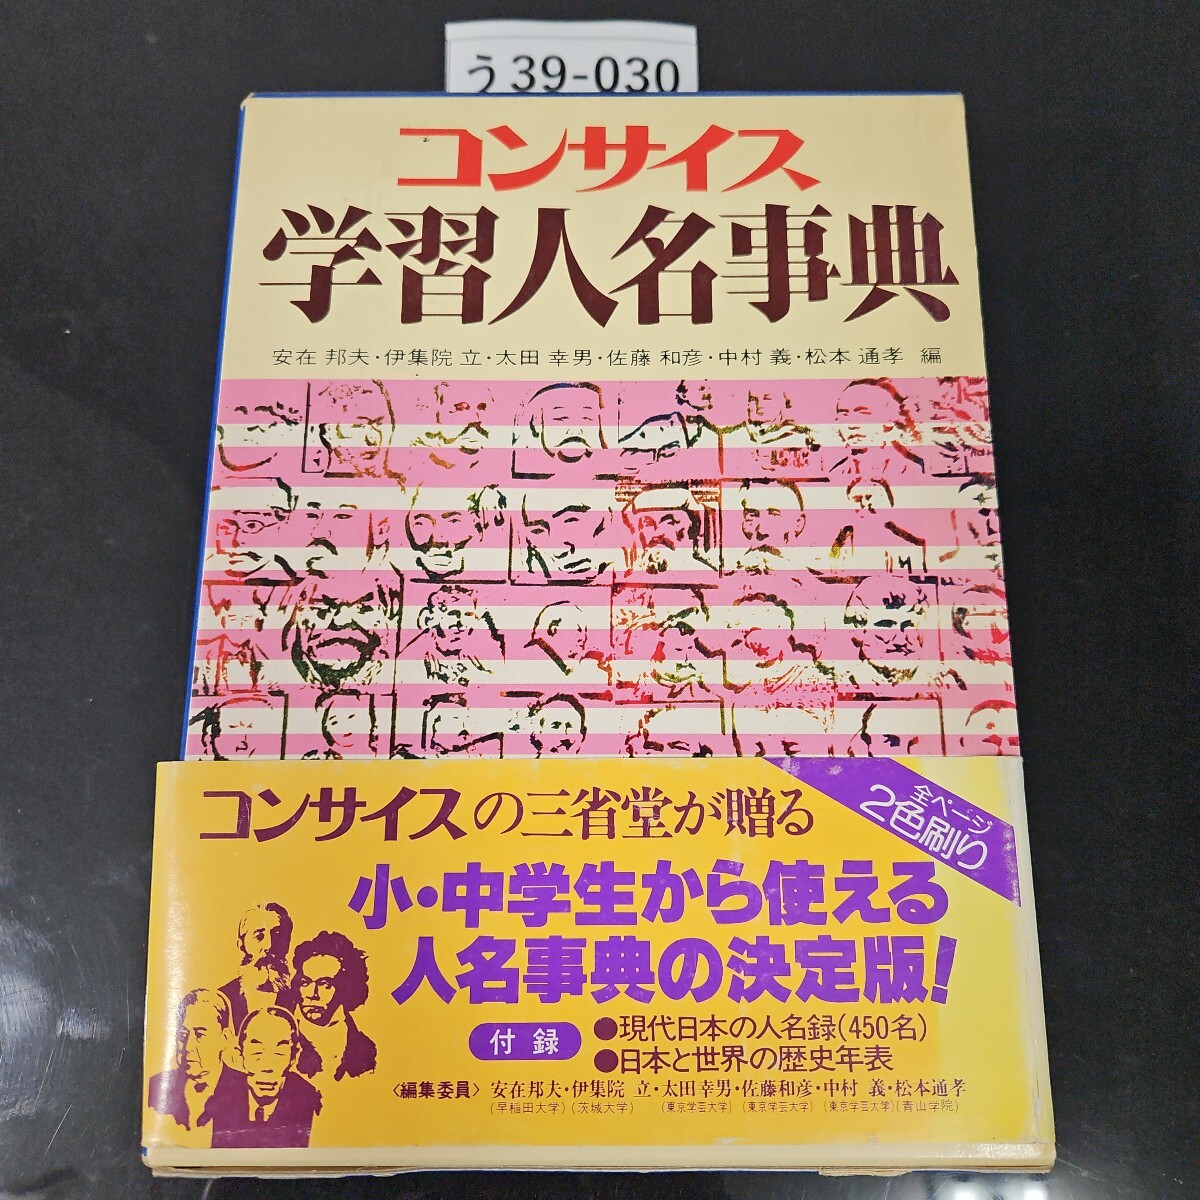 う39-030
コンサイス
学習人名事典
安在 邦夫・伊集院 立・太田 幸男・佐藤 和彦・中村 義・松本 通孝 編
全ページ
2色刷り
コンサイスの三省堂が贈る
小・中学生から使える
人名事典の決定版!
付録
●現代日本の人名録(450名)
●日本と世界の歴史年表
〈編集委員〉安在邦夫・伊集院 立・太田幸男・佐藤和彦・中村 義・松本通孝
(早稲田大学)(茨城大学) (東京学芸大学) (東京学芸大学) (東京学芸大学)(青山学院)